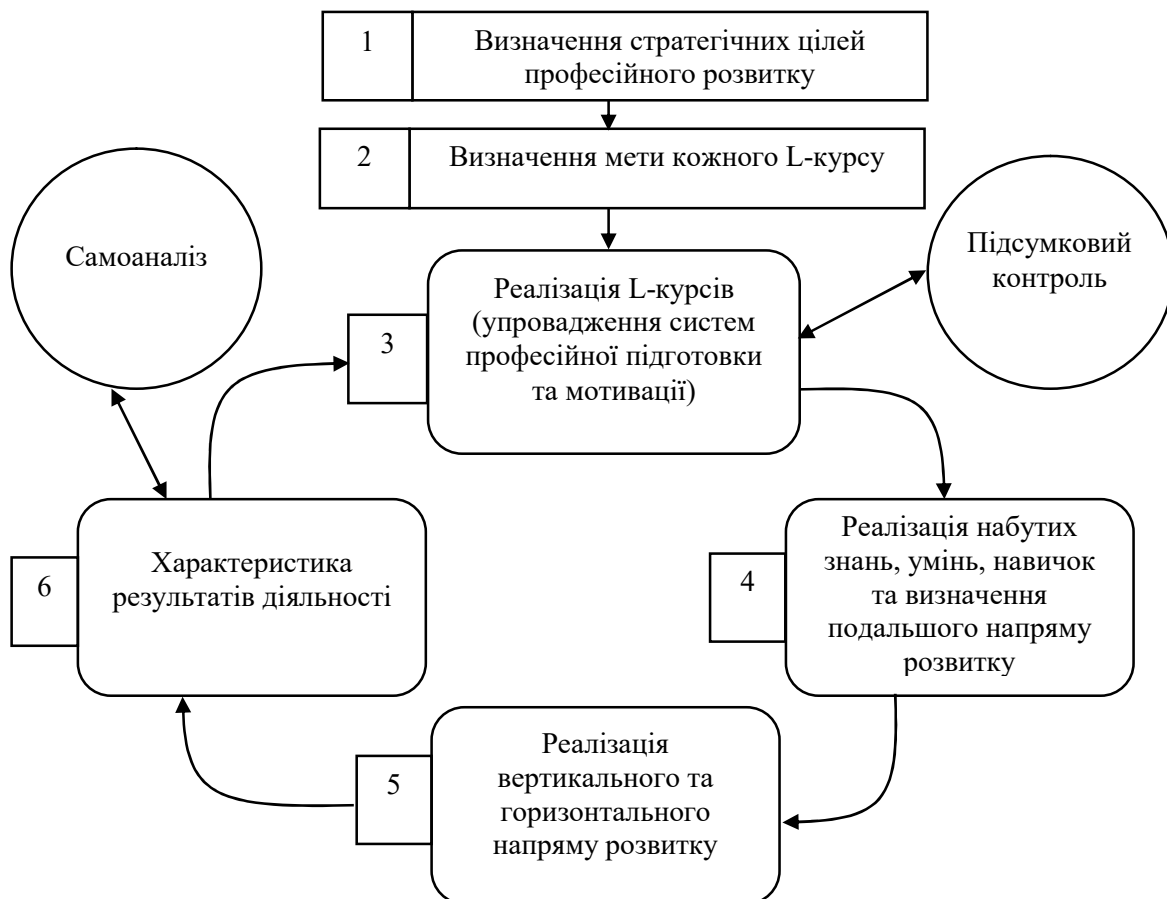 1
Визначення стратегічних цілей
професійного розвитку
2
Визначення мети кожного L-курсу
Самоаналіз
Підсумковий
контроль
3
Реалізація L-курсів
(упровадження систем
професійної підготовки
та мотивації)
4
Реалізація набутих
знань, умінь, навичок
та визначення
подальшого напряму
розвитку
5
Реалізація
вертикального та
горизонтального
напряму розвитку
6
Характеристика
результатів діяльності